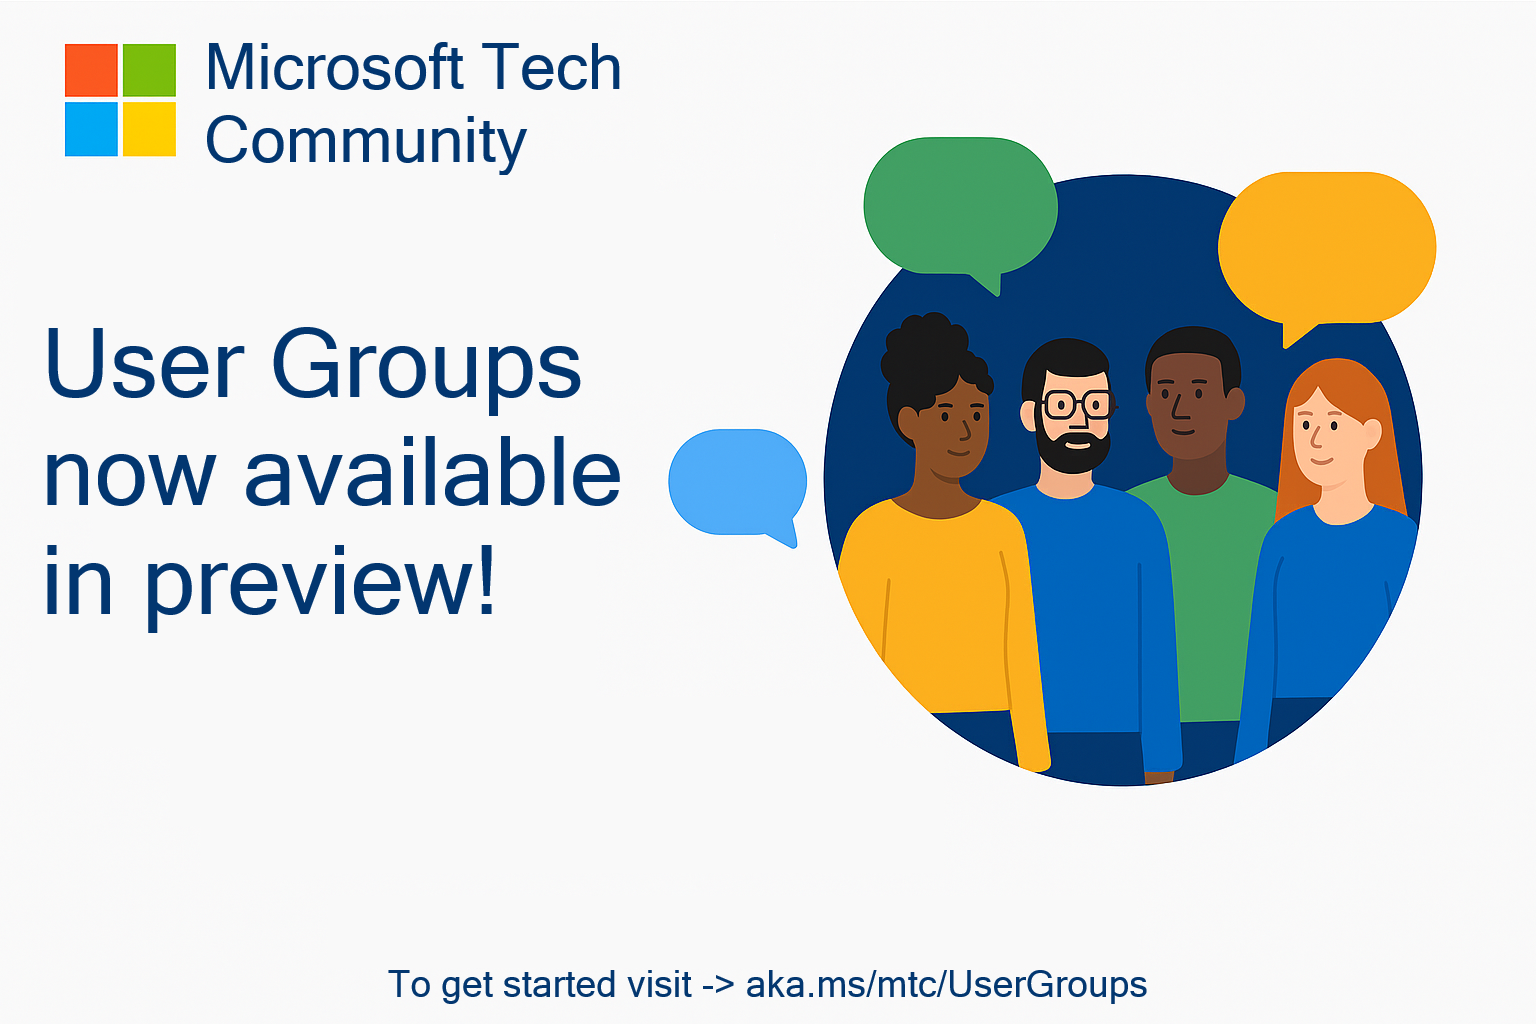 Microsoft Tech
Community
User Groups
now available
in preview!
To get started visit -> aka.ms/mtc/UserGroups